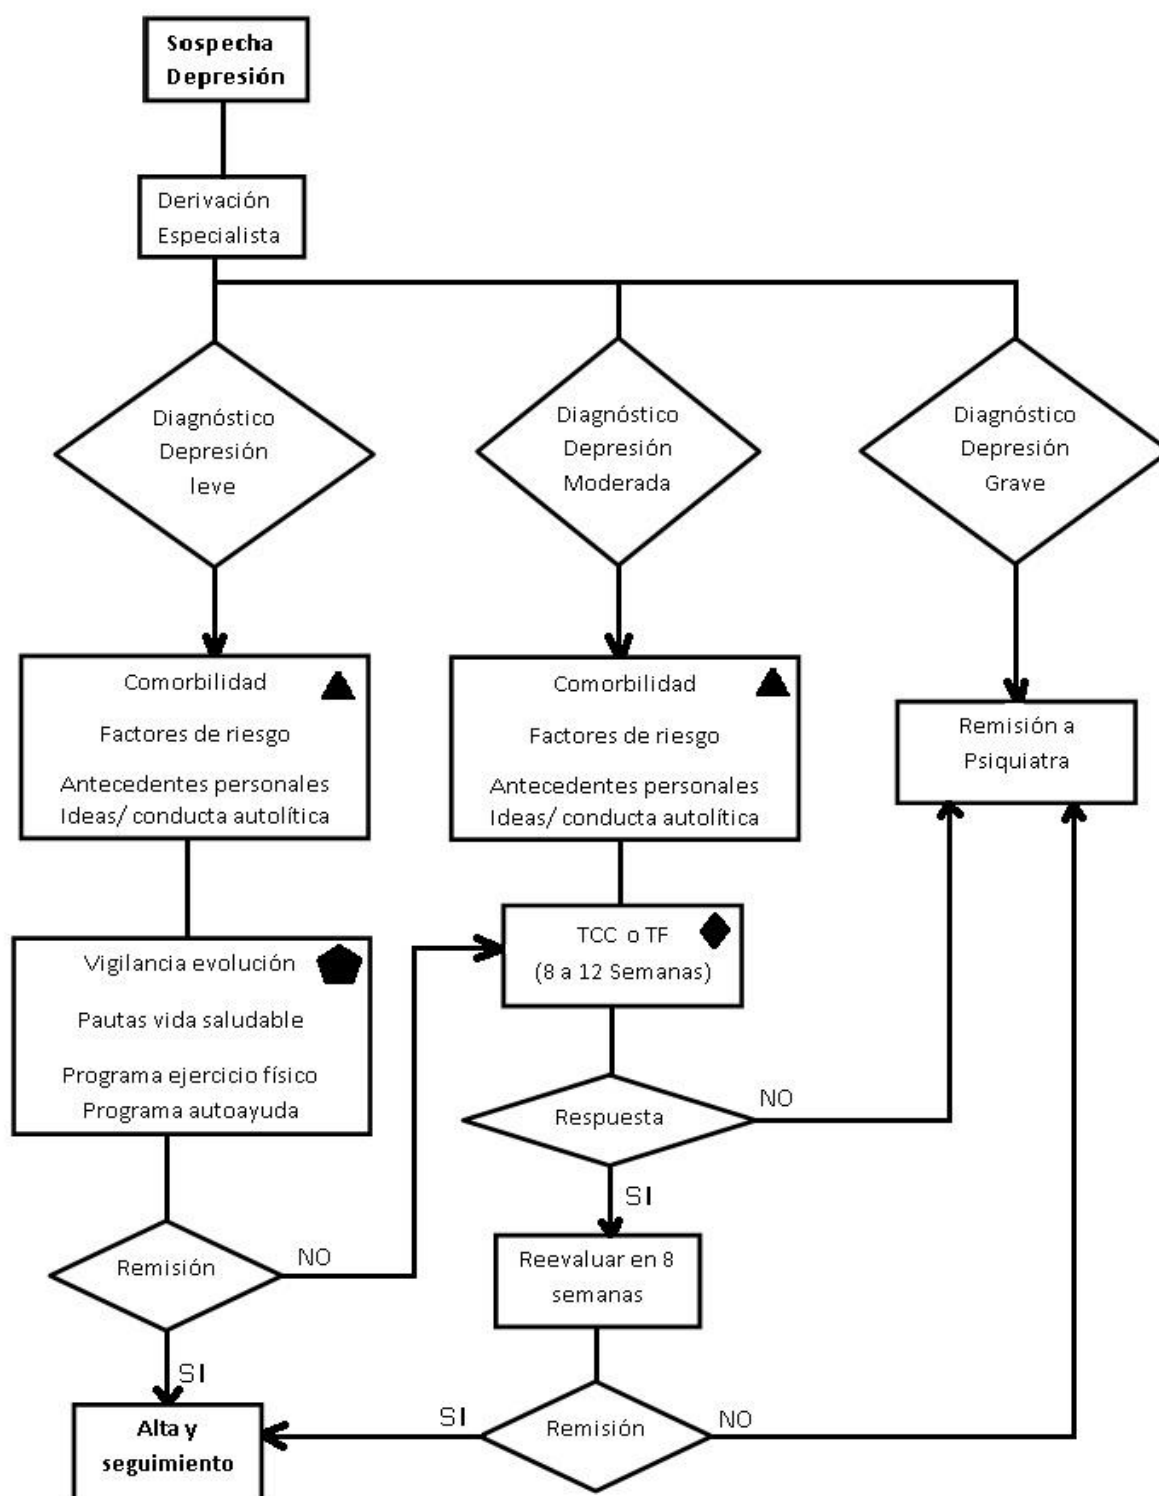 Sospecha
Depresión
Derivación
Especialista
Diagnóstico
Depresión
leve
Diagnóstico
Depresión
Moderada
Diagnóstico
Depresión
Grave
Comorbilidad
Factores de riesgo
Antecedentes personales
Ideas/ conducta autolítica
Comorbilidad
Factores de riesgo
Antecedentes personales
Ideas/ conducta autolítica
Remisión a
Psiquiatra
Vigilancia evolución
Pautas vida saludable
Programa ejercicio físico
Programa autoayuda
TCC o TF
(8 a 12 Semanas)
Respuesta
NO
SI
Reevaluar en 8
semanas
Remisión
NO
SI
Alta y
seguimiento
SI
Remisión
NO